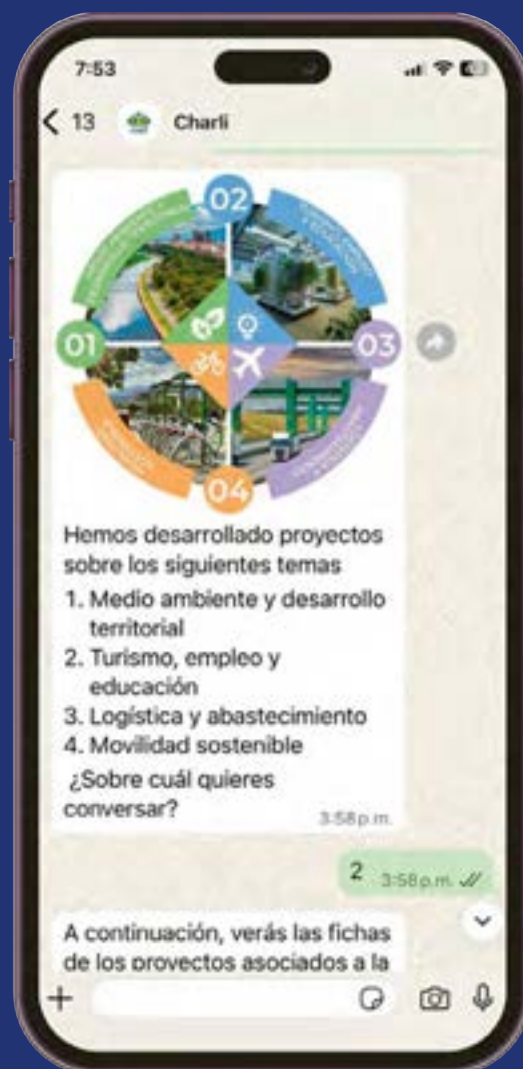 7:53
13 Charli
02
01
03
04
Hemos desarrollado proyectos
sobre los siguientes temas
1. Medio ambiente y desarrollo
territorial
2. Turismo, empleo y
educación
3. Logística y abastecimiento
4. Movilidad sostenible
¿Sobre cuál quieres
conversar?
3:58 p.m.
2 3:58 p.m.
A continuación, verás las fichas
de los proyectos asociados a la